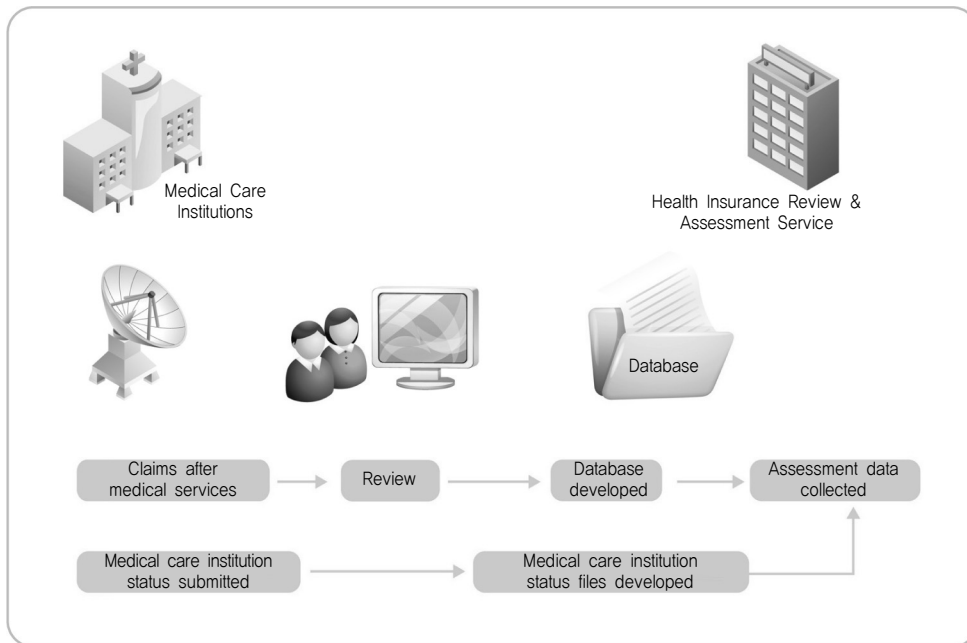 Medical Care
Institutions
Health Insurance Review &
Assessment Service
Database
Claims after
medical services
Review
Database
developed
Assessment data
collected
Medical care institution
status submitted
Medical care institution
status files developed